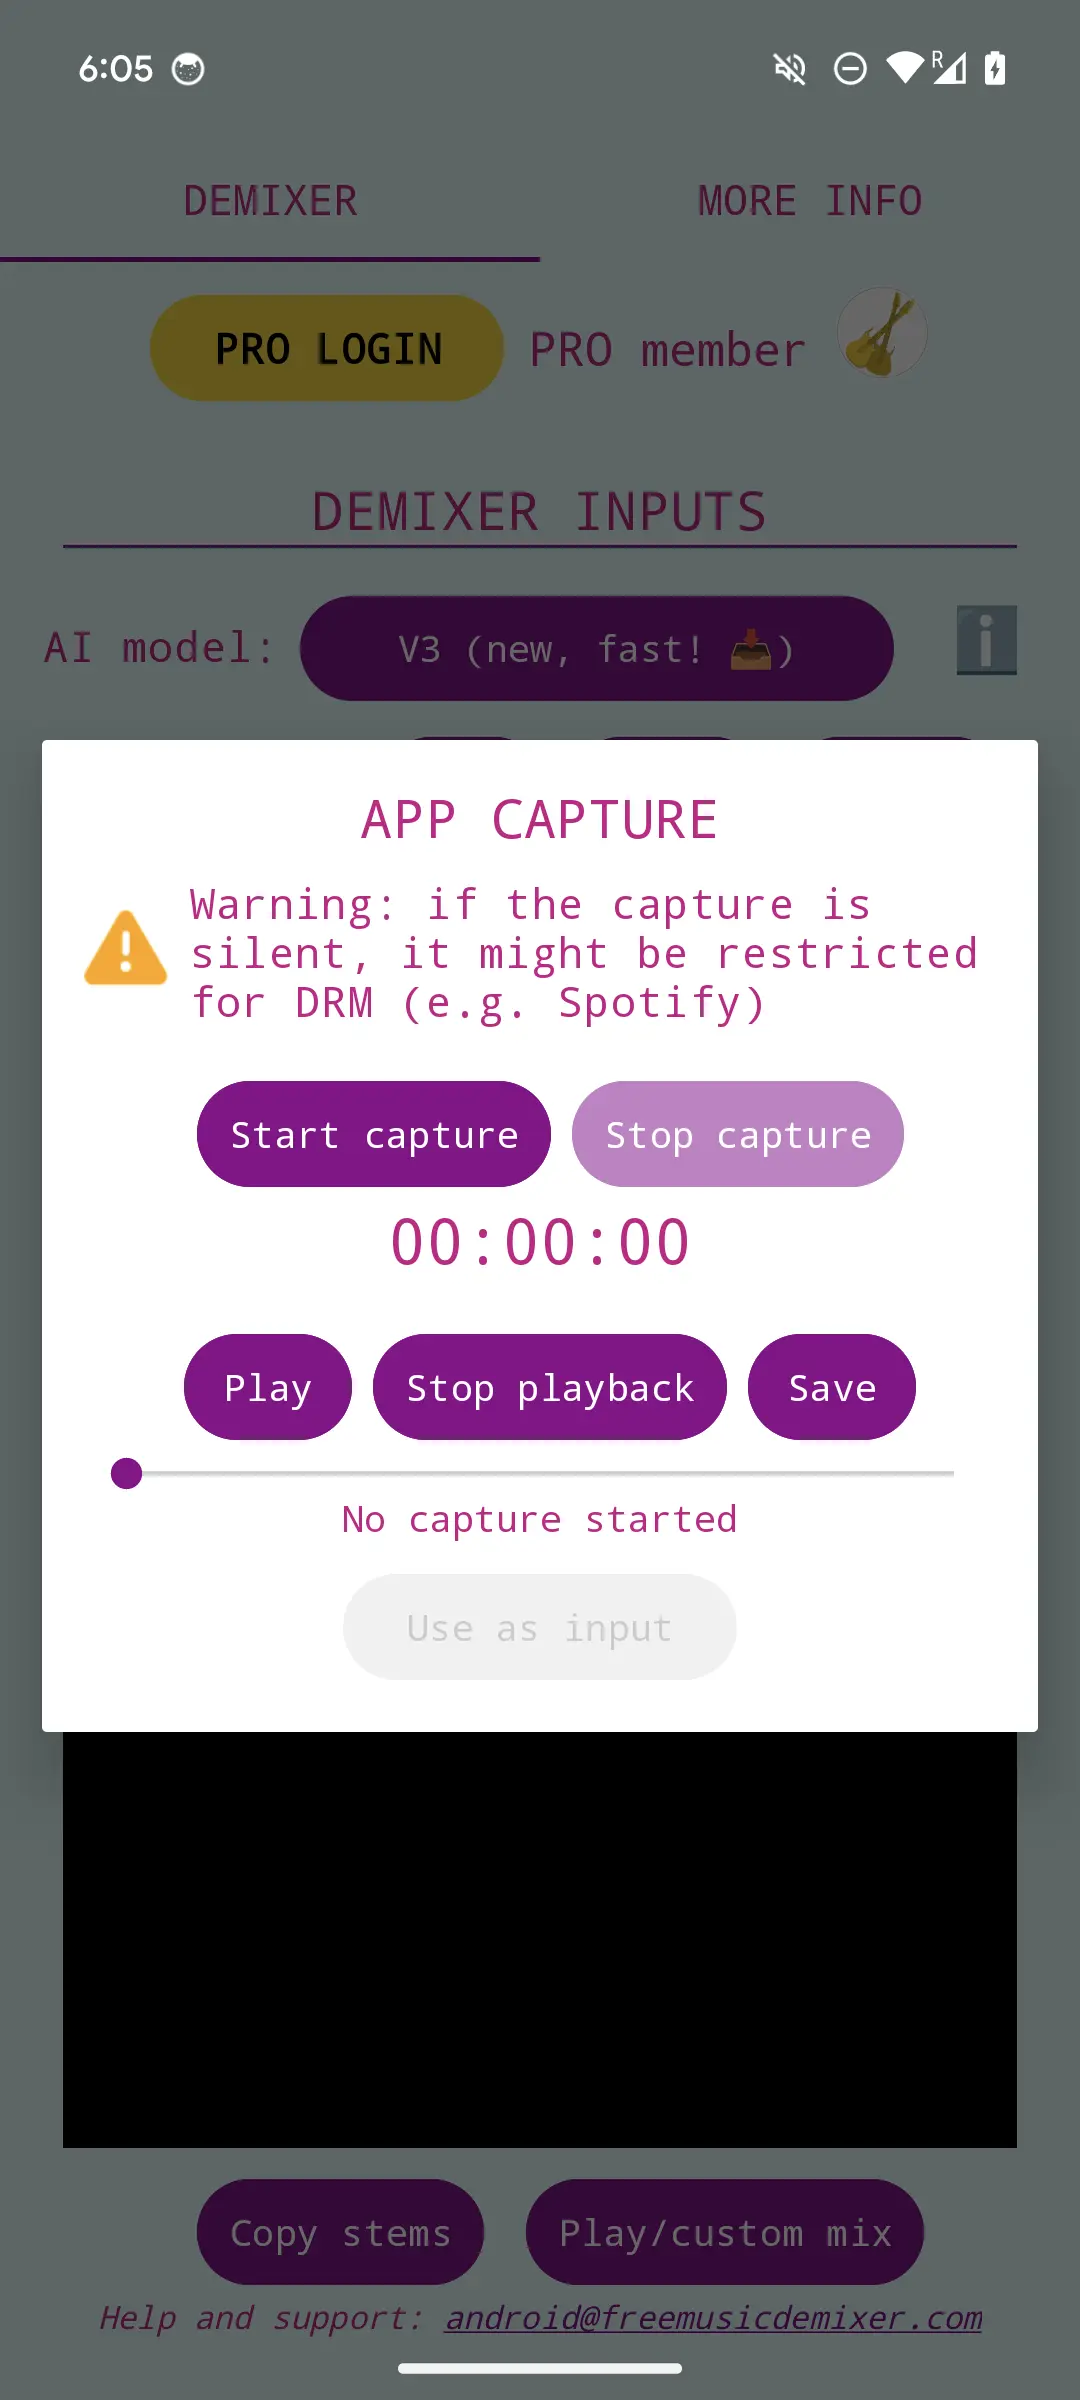 6:05
R
DEMIXER
MORE INFO
PRO LOGIN
PRO member
DEMIXER INPUTS
AI model:
V3 (new, fast! 📥)
APP CAPTURE
Warning: if the capture is
silent, it might be restricted
for DRM (e.g. Spotify)
Start capture
Stop capture
00:00:00
Play
Stop playback
Save
No capture started
Use as input
Copy stems
Play/custom mix
Help and support: android@freemusicdemixer.com